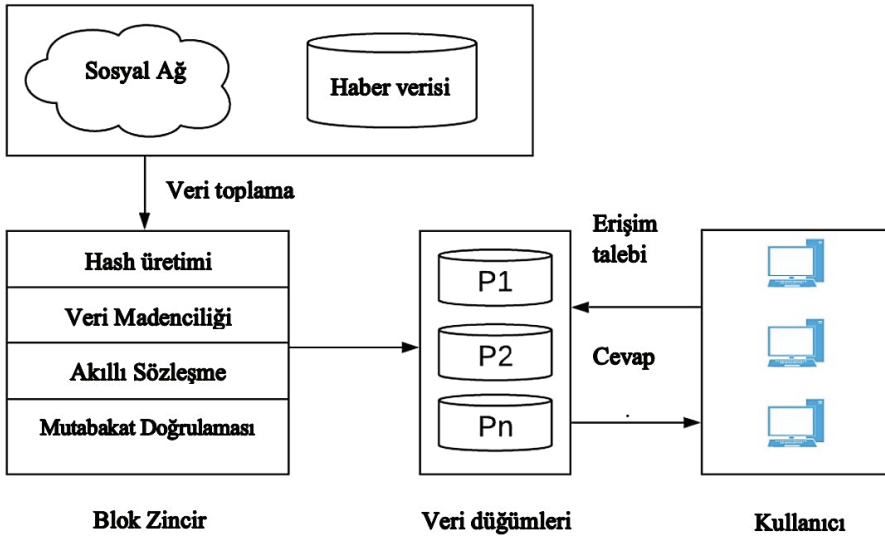 Sosyal Ağ
Haber verisi
Veri toplama
Hash üretimi
Veri Madenciliği
Akıllı Sözleşme
Mutabakat Doğrulaması
P1
P2
Pn
Erişim
talebi
Cevap
Blok Zincir
Veri düğümleri
Kullanıcı